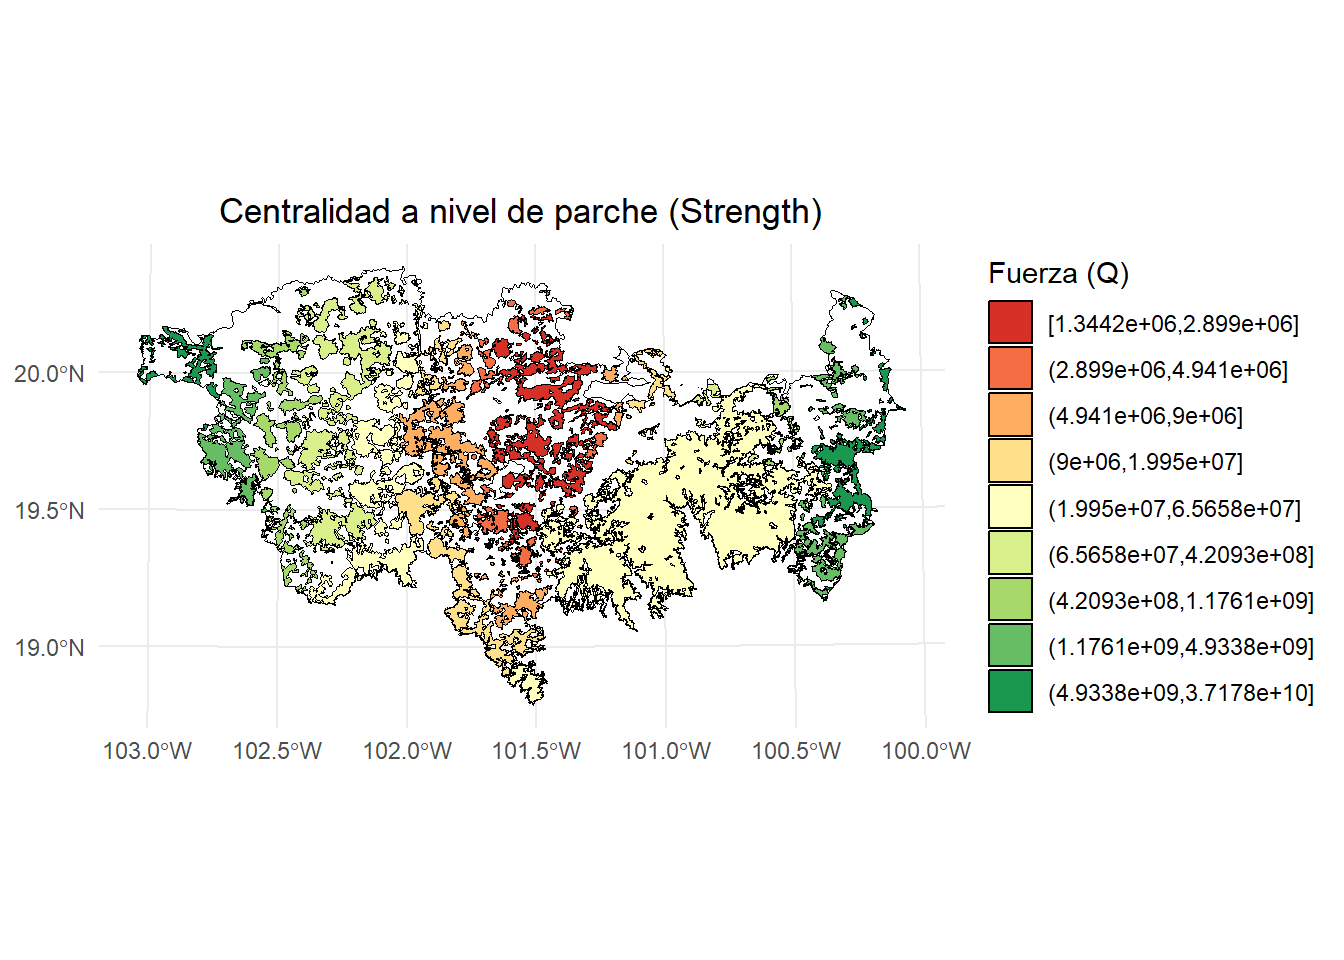 Centralidad a nivel de parche (Strength)
Fuerza (Q)
[1.3442e+06,2.899e+06]
(2.899e+06,4.941e+06]
(4.941e+06,9e+06]
(9e+06,1.995e+07]
(1.995e+07,6.5658e+07]
(6.5658e+07,4.2093e+08]
(4.2093e+08,1.1761e+09]
(1.1761e+09,4.9338e+09]
(4.9338e+09,3.7178e+10]
20.0°N
19.5°N
19.0°N
103.0°W 102.5°W 102.0°W 101.5°W 101.0°W 100.5°W 100.0°W